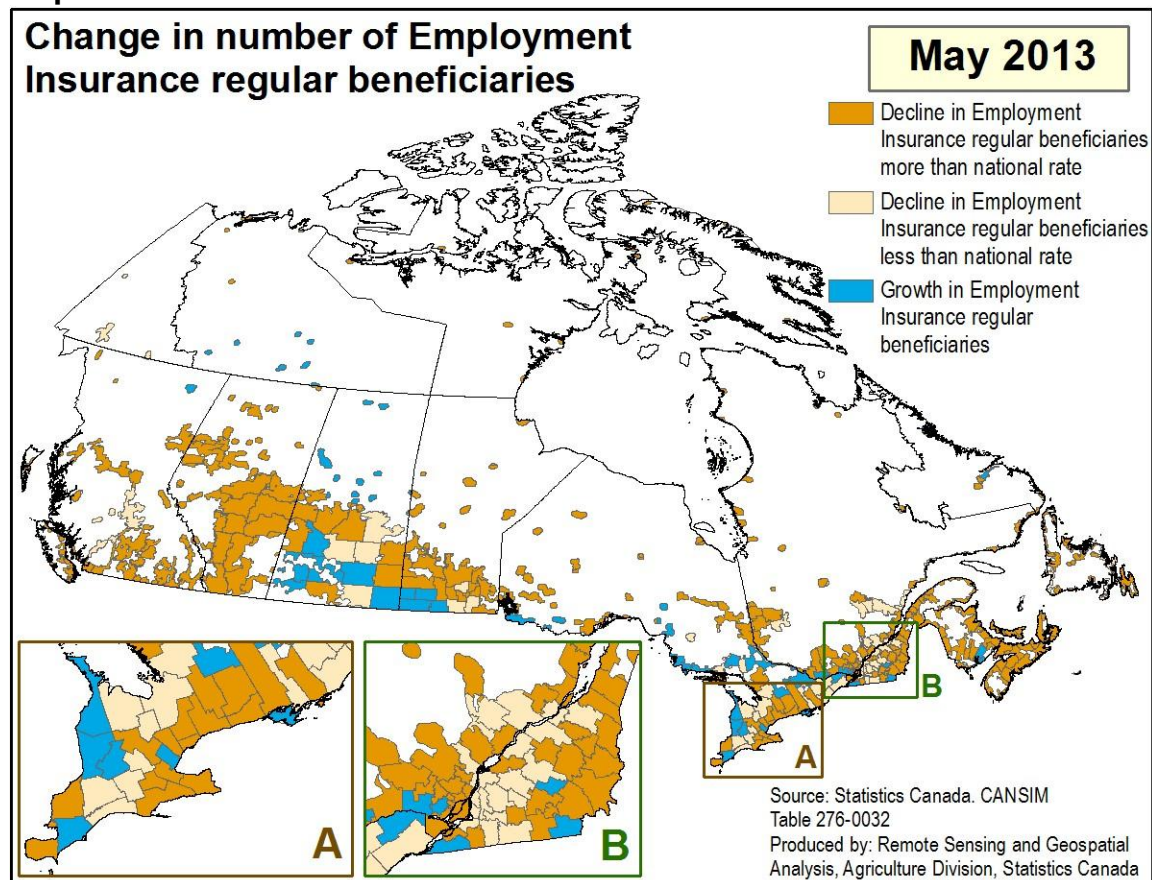 Change in number of Employment
Insurance regular beneficiaries
May 2013
Decline in Employment
Insurance regular beneficiaries
more than national rate
Decline in Employment
Insurance regular beneficiaries
less than national rate
Growth in Employment
Insurance regular
beneficiaries
B
A
A
B
Source: Statistics Canada. CANSIM
Table 276-0032
Produced by: Remote Sensing and Geospatial
Analysis, Agriculture Division, Statistics Canada